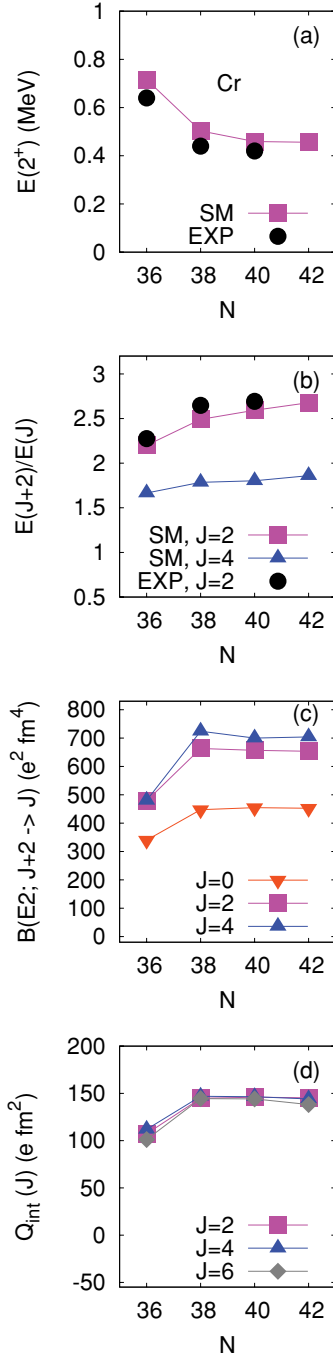 (a)
1
0.8
0.6
0.4
0.2
0
E(2⁺) (MeV)
Cr
SM
EXP
36 38 40 42
N
(b)
3
2.5
2
1.5
1
0.5
E(J+2)/E(J)
SM, J=2
SM, J=4
EXP, J=2
36 38 40 42
N
(c)
800
700
600
500
400
300
200
100
0
B(E2; J+2 -> J) (e² fm⁴)
J=0
J=2
J=4
36 38 40 42
N
(d)
200
150
100
50
0
-50
Q_int (J) (e fm²)
J=2
J=4
J=6
36 38 40 42
N